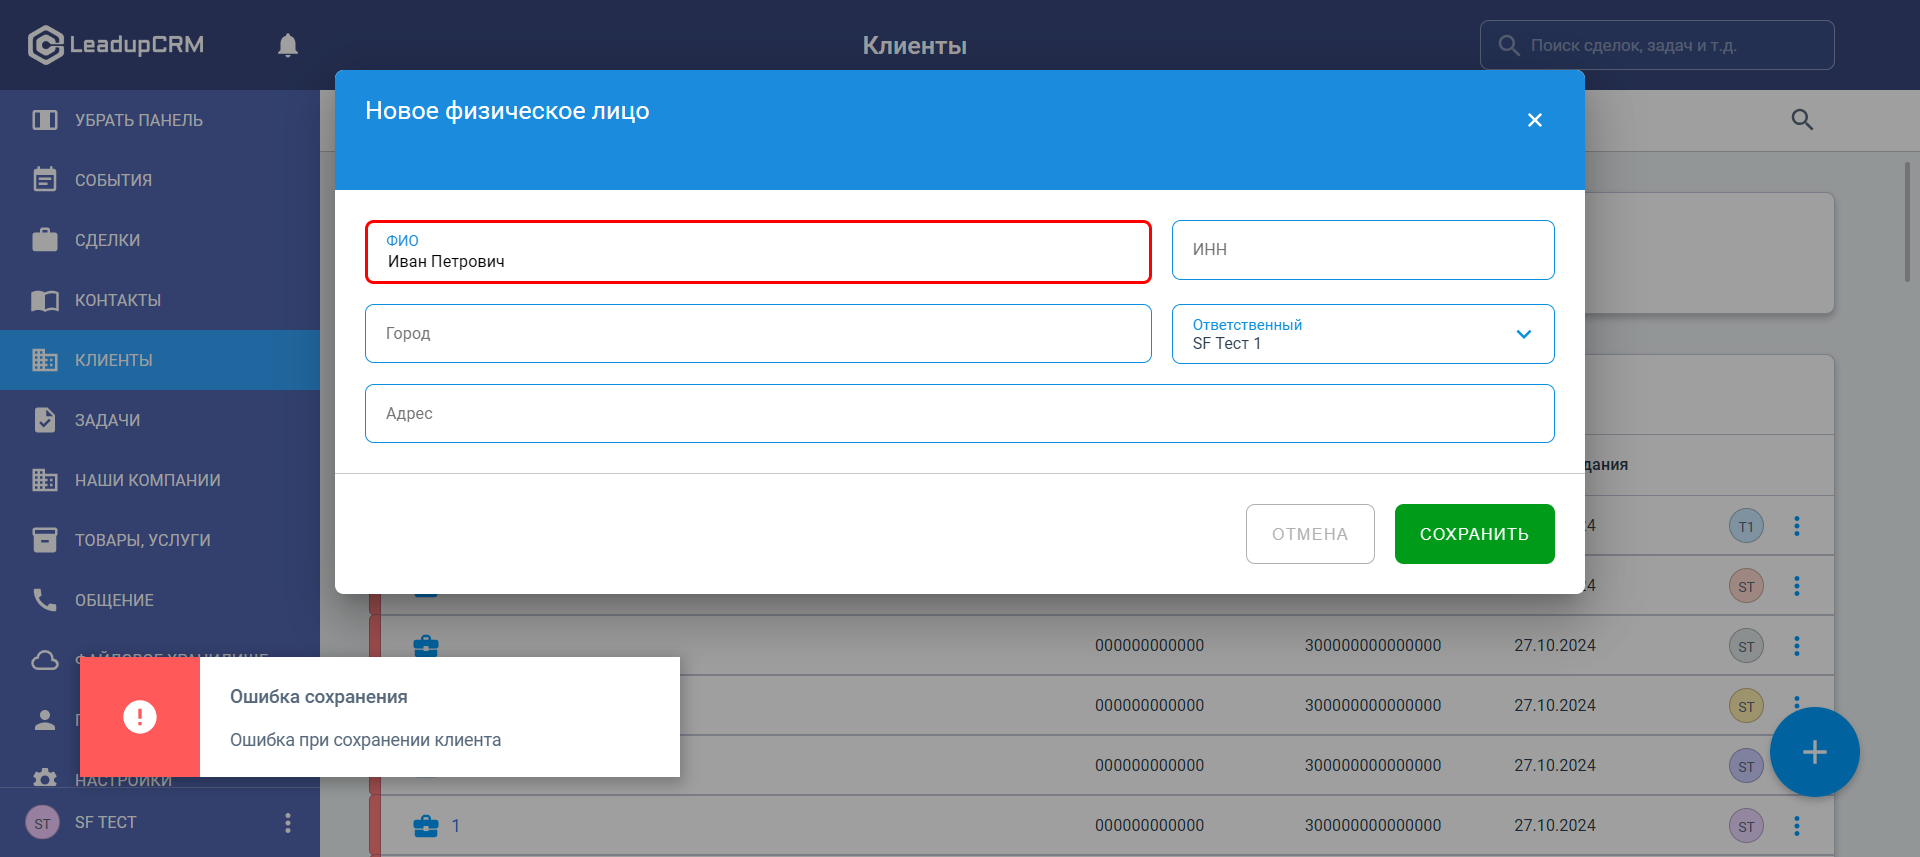 LeadupCRM
Клиенты
Поиск сделок, задач и т.д.
УБРАТЬ ПАНЕЛЬ
СОБЫТИЯ
СДЕЛКИ
КОНТАКТЫ
КЛИЕНТЫ
ЗАДАЧИ
НАШИ КОМПАНИИ
ТОВАРЫ, УСЛУГИ
ОБЩЕНИЕ
НАСТРОЙКИ
ST SF ТЕСТ
Новое физическое лицо
ФИО
Иван Петрович
ИНН
Город
Ответственный
SF Тест 1
Адрес
ОТМЕНА
СОХРАНИТЬ
Ошибка сохранения
Ошибка при сохранении клиента
дания
4 T1
4 ST
000000000000 300000000000000 27.10.2024 ST
000000000000 300000000000000 27.10.2024 ST
000000000000 300000000000000 27.10.2024 ST
1 000000000000 300000000000000 27.10.2024 ST